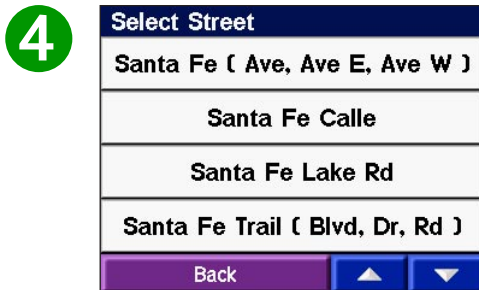 4
Select Street
Santa Fe ( Ave, Ave E, Ave W )
Santa Fe Calle
Santa Fe Lake Rd
Santa Fe Trail ( Blvd, Dr, Rd )
Back